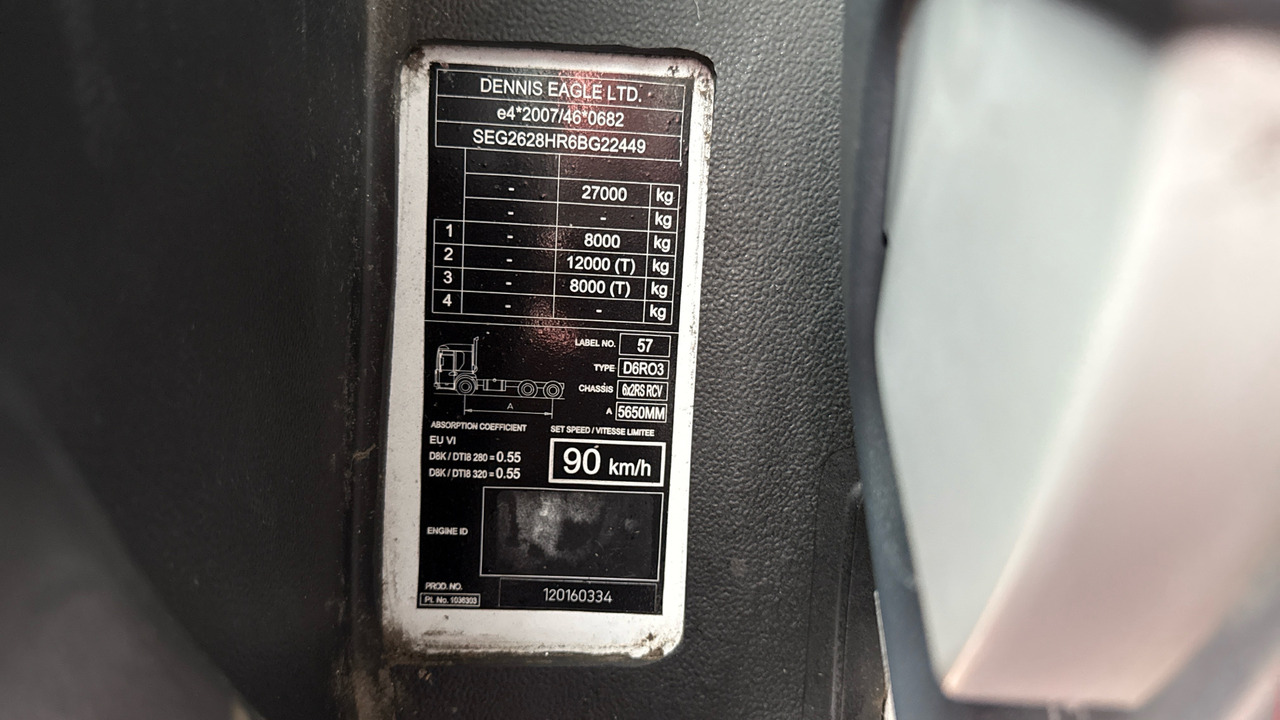 DENNIS EAGLE LTD.
e4*2007/46*0682
SEG2628HR6BG22449
- 27000 kg
- - kg
1 - 8000 kg
2 - 12000 (T) kg
3 - 8000 (T) kg
4 - - kg
LABEL NO. 57
TYPE D6RO3
CHASSIS 6x2RS RCV
A
A 5650MM
ABSORPTION COEFFICIENT
EU VI
D8K / DTI8 280 = 0.55
D8K / DTI8 320 = 0.55
SET SPEED / VITESSE LIMITEE
90 km/h
ENGINE ID
PROD. NO. 120160334
Pt. No. 1036303